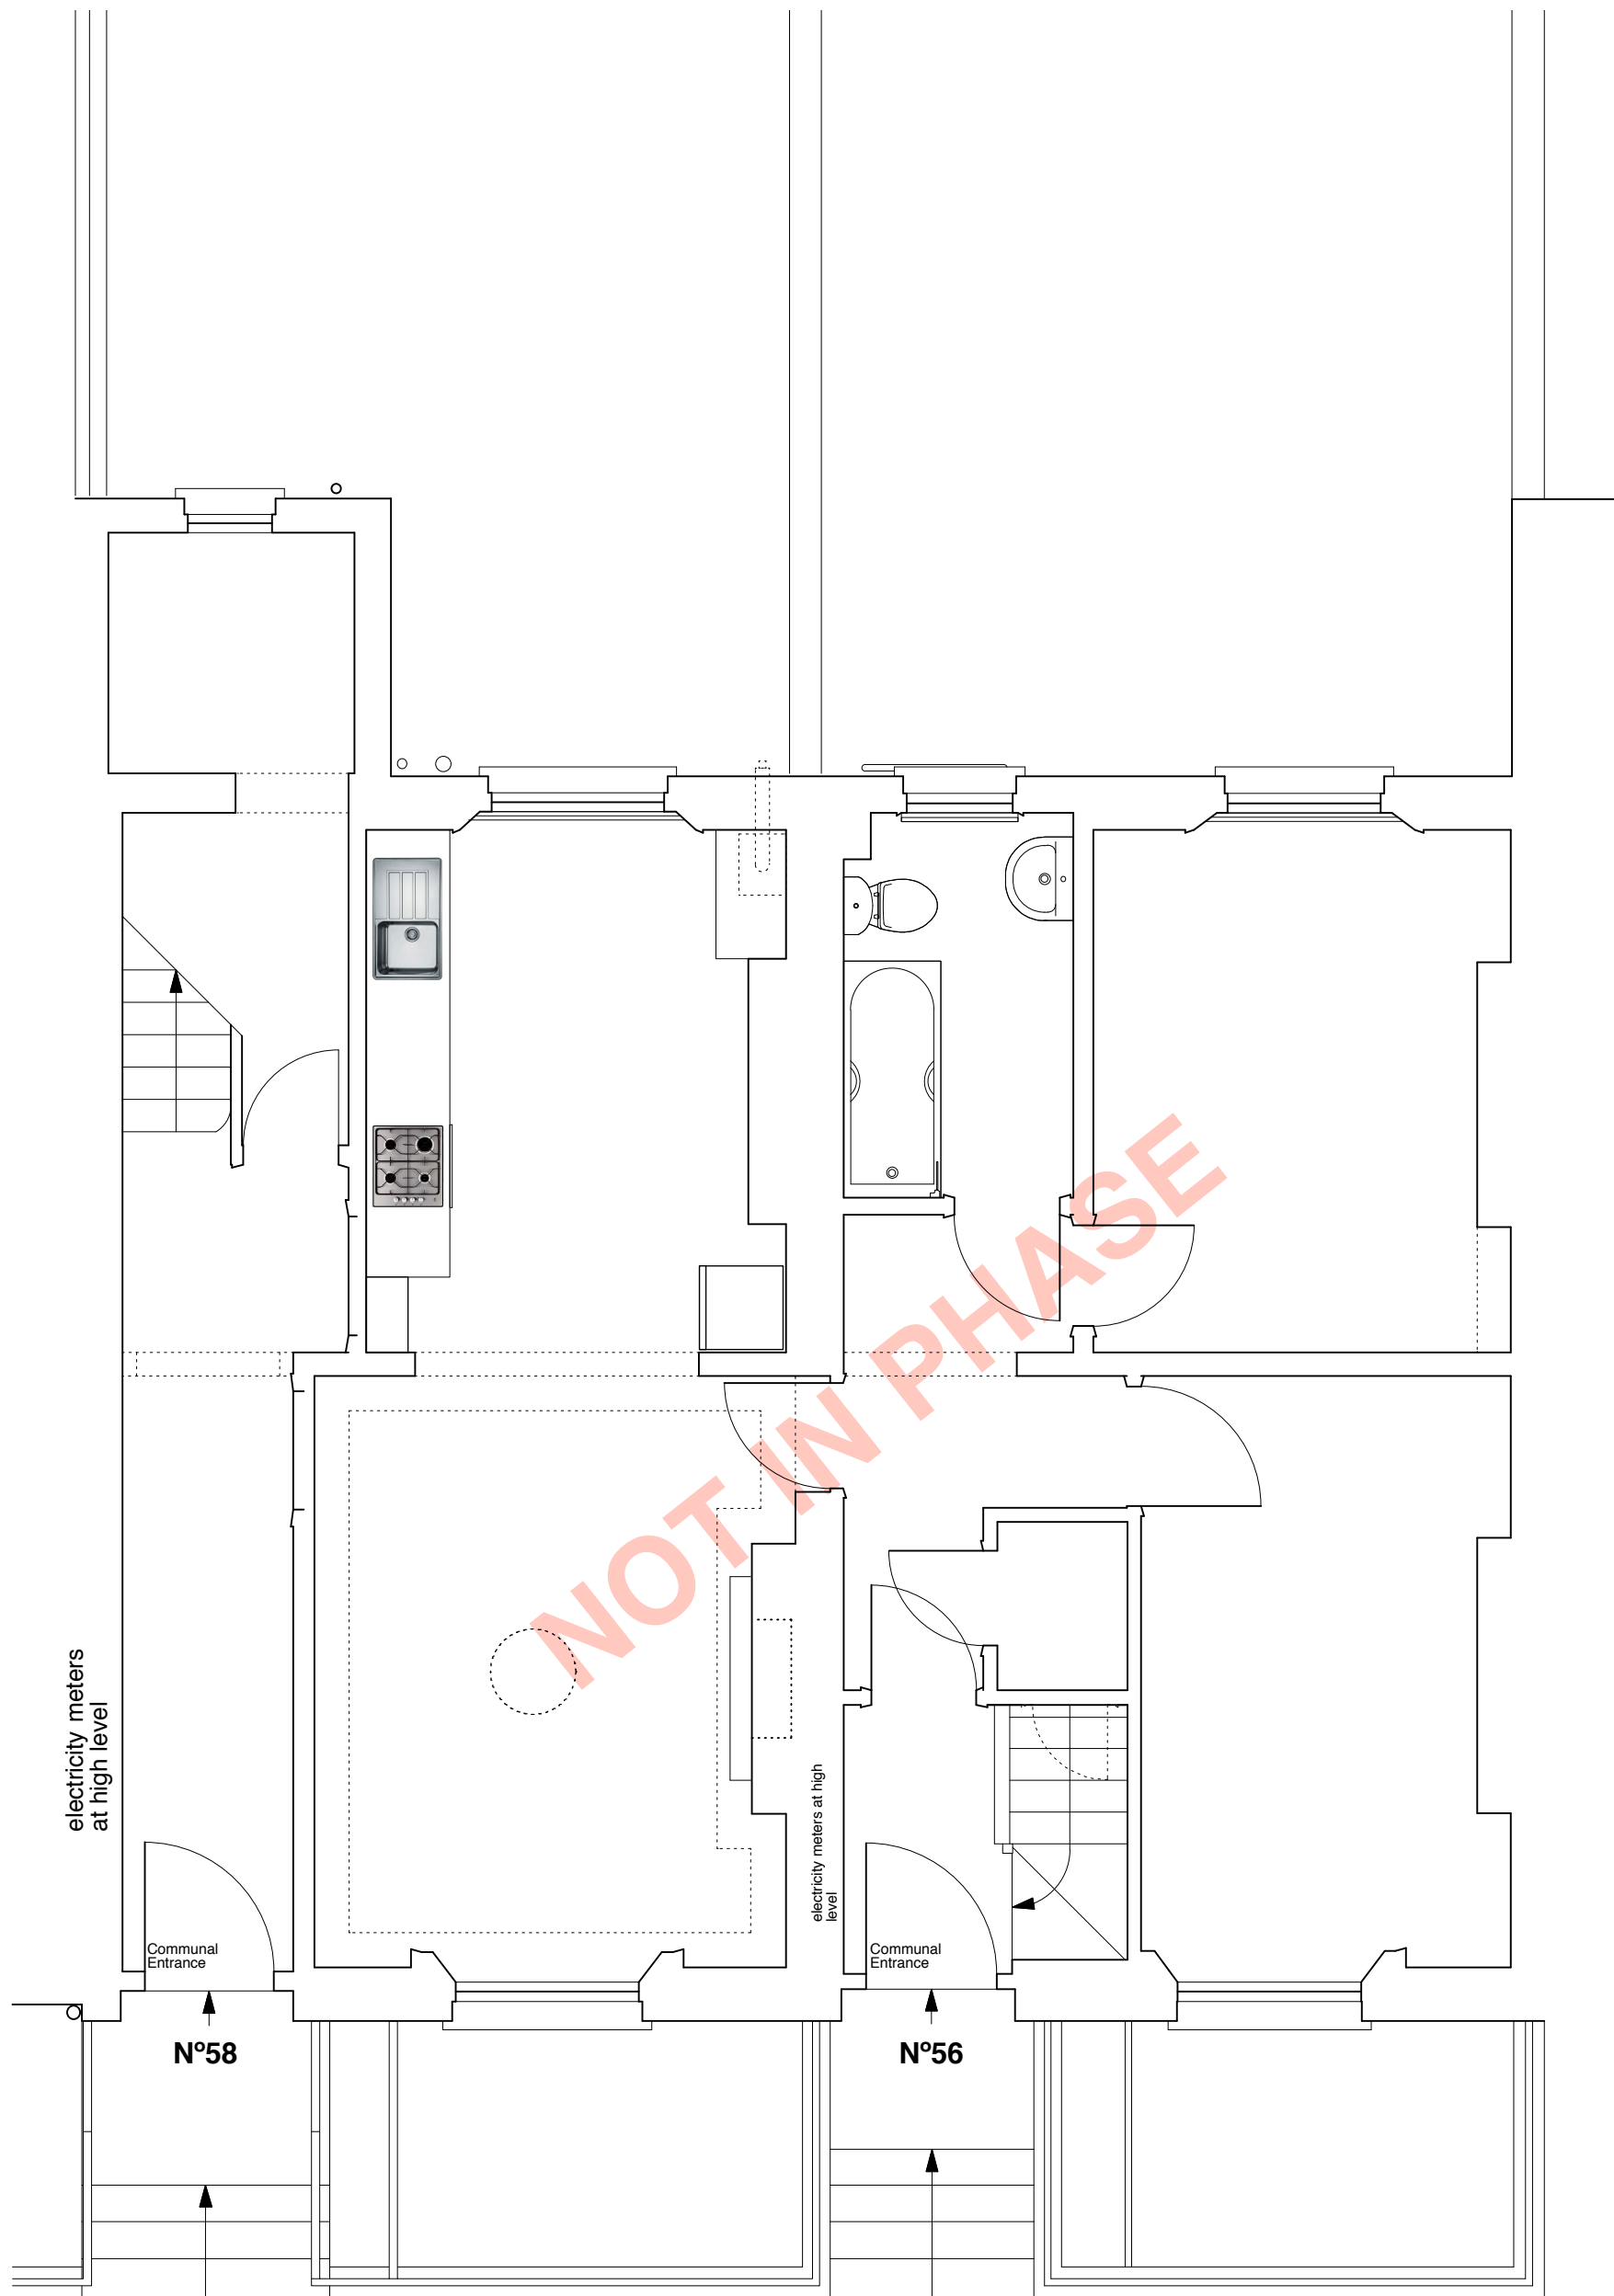 NOT IN PHASE
electricity meters
at high level
electricity meters at high
level
Communal
Entrance
Communal
Entrance
Nº58
Nº56